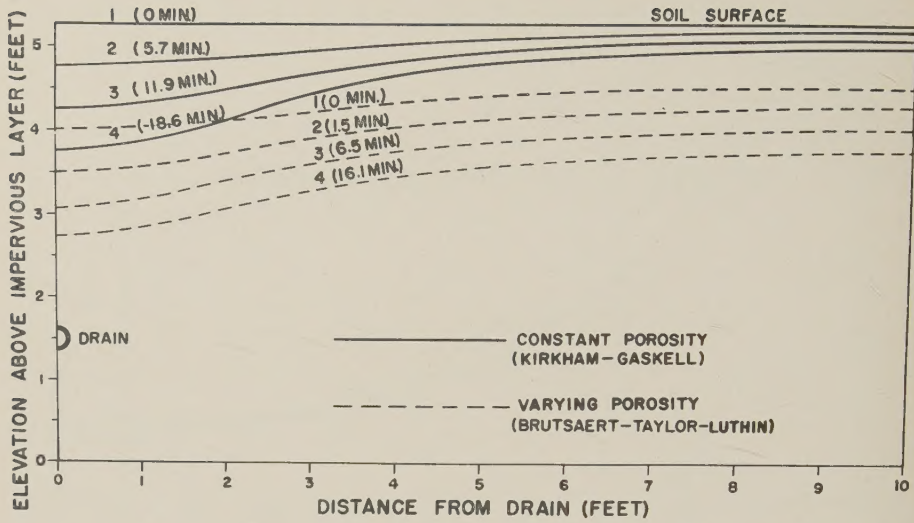 1 (0 MIN.)
SOIL SURFACE
2 (5.7 MIN.)
3 (11.9 MIN.)
4 (-18.6 MIN.)
1 (0 MIN.)
2 (1.5 MIN.)
3 (6.5 MIN.)
4 (16.1 MIN.)
DRAIN
CONSTANT POROSITY
(KIRKHAM-GASKELL)
VARYING POROSITY
(BRUTSAERT-TAYLOR-LUTHIN)
ELEVATION ABOVE IMPERVIOUS LAYER (FEET)
5
4
3
2
1
0
0 1 2 3 4 5 6 7 8 9 10
DISTANCE FROM DRAIN (FEET)